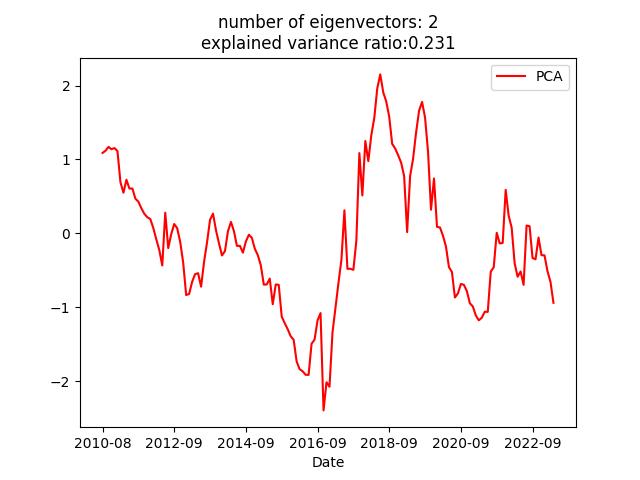 number of eigenvectors: 2
explained variance ratio:0.231
PCA
2
1
0
−1
−2
2010-08 2012-09 2014-09 2016-09 2018-09 2020-09 2022-09
Date